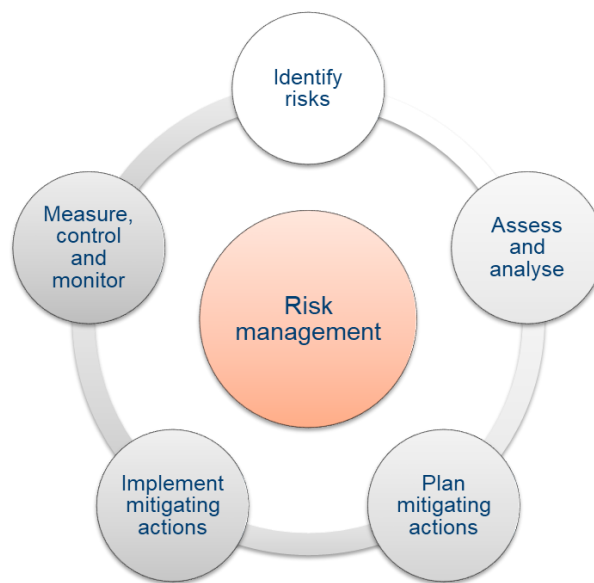 Identify
risks
Assess
and
analyse
Plan
mitigating
actions
Implement
mitigating
actions
Measure,
control
and
monitor
Risk
management